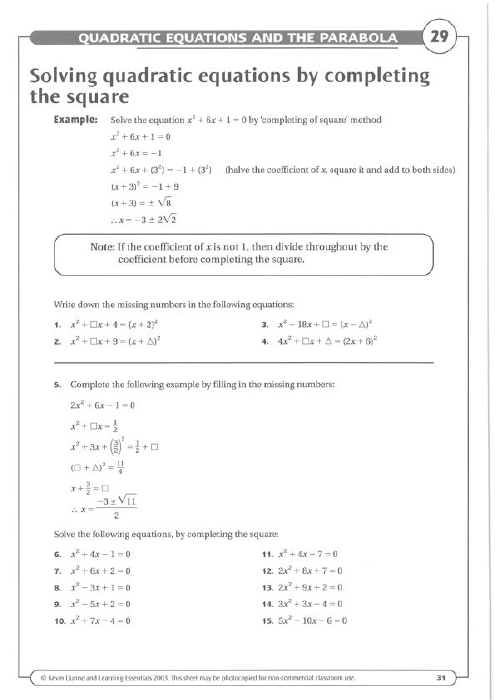 QUADRATIC EQUATIONS AND THE PARABOLA 29
Solving quadratic equations by completing
the square
Example: Solve the equation x² + 6x + 1 = 0 by 'completing of square' method
x² + 6x + 1 = 0
x² + 6x = −1
x² + 6x + (3²) = −1 + (3²) (halve the coefficient of x, square it and add to both sides)
(x + 3)² = −1 + 9
(x + 3) = ± √8
∴ x = −3 ± 2√2
Note: If the coefficient of x is not 1, then divide throughout by the
coefficient before completing the square.
Write down the missing numbers in the following equations:
1. x² + □x + 4 = (x + 2)²
2. x² + □x + 9 = (x + △)²
3. x² − 18x + □ = (x − △)²
4. 4x² + □x + △ = (2x + 6)²
5. Complete the following example by filling in the missing numbers:
2x² + 6x − 1 = 0
x² + □x = 1/2
x² + 3x + (3/2)² = 1/2 + □
(□ + △)² = 11/4
x + 3/2 = □
∴ x = (−3 ± √11)/2
Solve the following equations, by completing the square:
6. x² + 4x − 1 = 0
7. x² + 6x + 2 = 0
8. x² − 3x + 1 = 0
9. x² − 5x + 2 = 0
10. x² + 7x − 4 = 0
11. x² + 4x − 7 = 0
12. 2x² + 8x + 7 = 0
13. 2x² + 9x + 2 = 0
14. 3x² + 3x − 4 = 0
15. 5x² − 10x − 6 = 0
© Kevin Dunne and Learning Essentials 2003. This sheet may be photocopied for non-commercial classroom use. 31